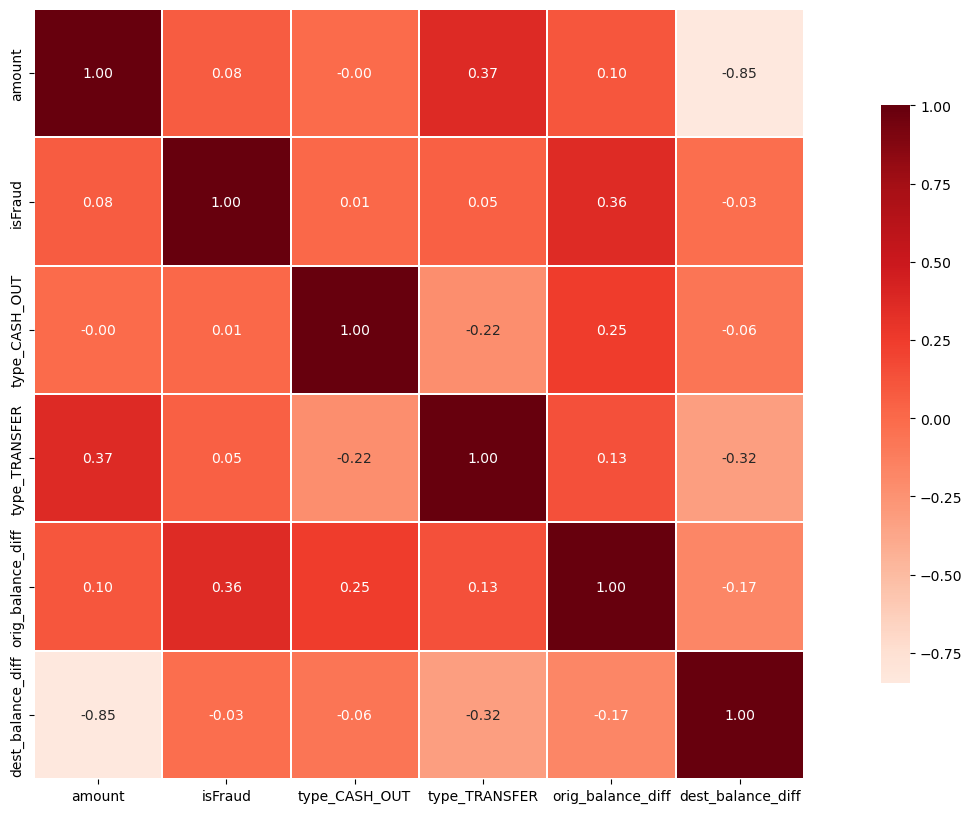 amount 1.00 0.08 -0.00 0.37 0.10 -0.85
isFraud 0.08 1.00 0.01 0.05 0.36 -0.03
type_CASH_OUT -0.00 0.01 1.00 -0.22 0.25 -0.06
type_TRANSFER 0.37 0.05 -0.22 1.00 0.13 -0.32
orig_balance_diff 0.10 0.36 0.25 0.13 1.00 -0.17
dest_balance_diff -0.85 -0.03 -0.06 -0.32 -0.17 1.00
amount isFraud type_CASH_OUT type_TRANSFER orig_balance_diff dest_balance_diff
1.00
0.75
0.50
0.25
0.00
−0.25
−0.50
−0.75